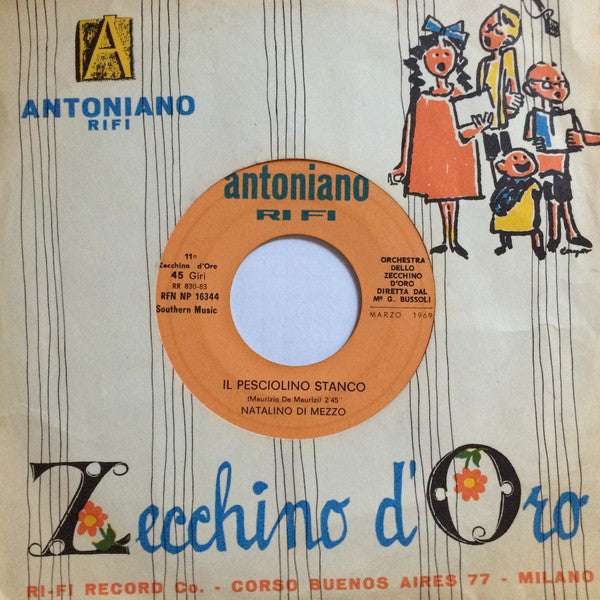 A
ANTONIANO
RIFI
antoniano
RI FI
11º
Zecchino d'Oro
45 Giri
RR 830-83
RFN NP 16344
Southern Music
ORCHESTRA
DELLO
ZECCHINO
D'ORO
DIRETTA DAL
Mº G. BUSSOLI
MARZO 1969
IL PESCIOLINO STANCO
(Maurizio De Maurizi) 2'45"
NATALINO DI MEZZO
Zecchino d'Oro
RI-FI RECORD Co. - CORSO BUENOS AIRES 77 - MILANO